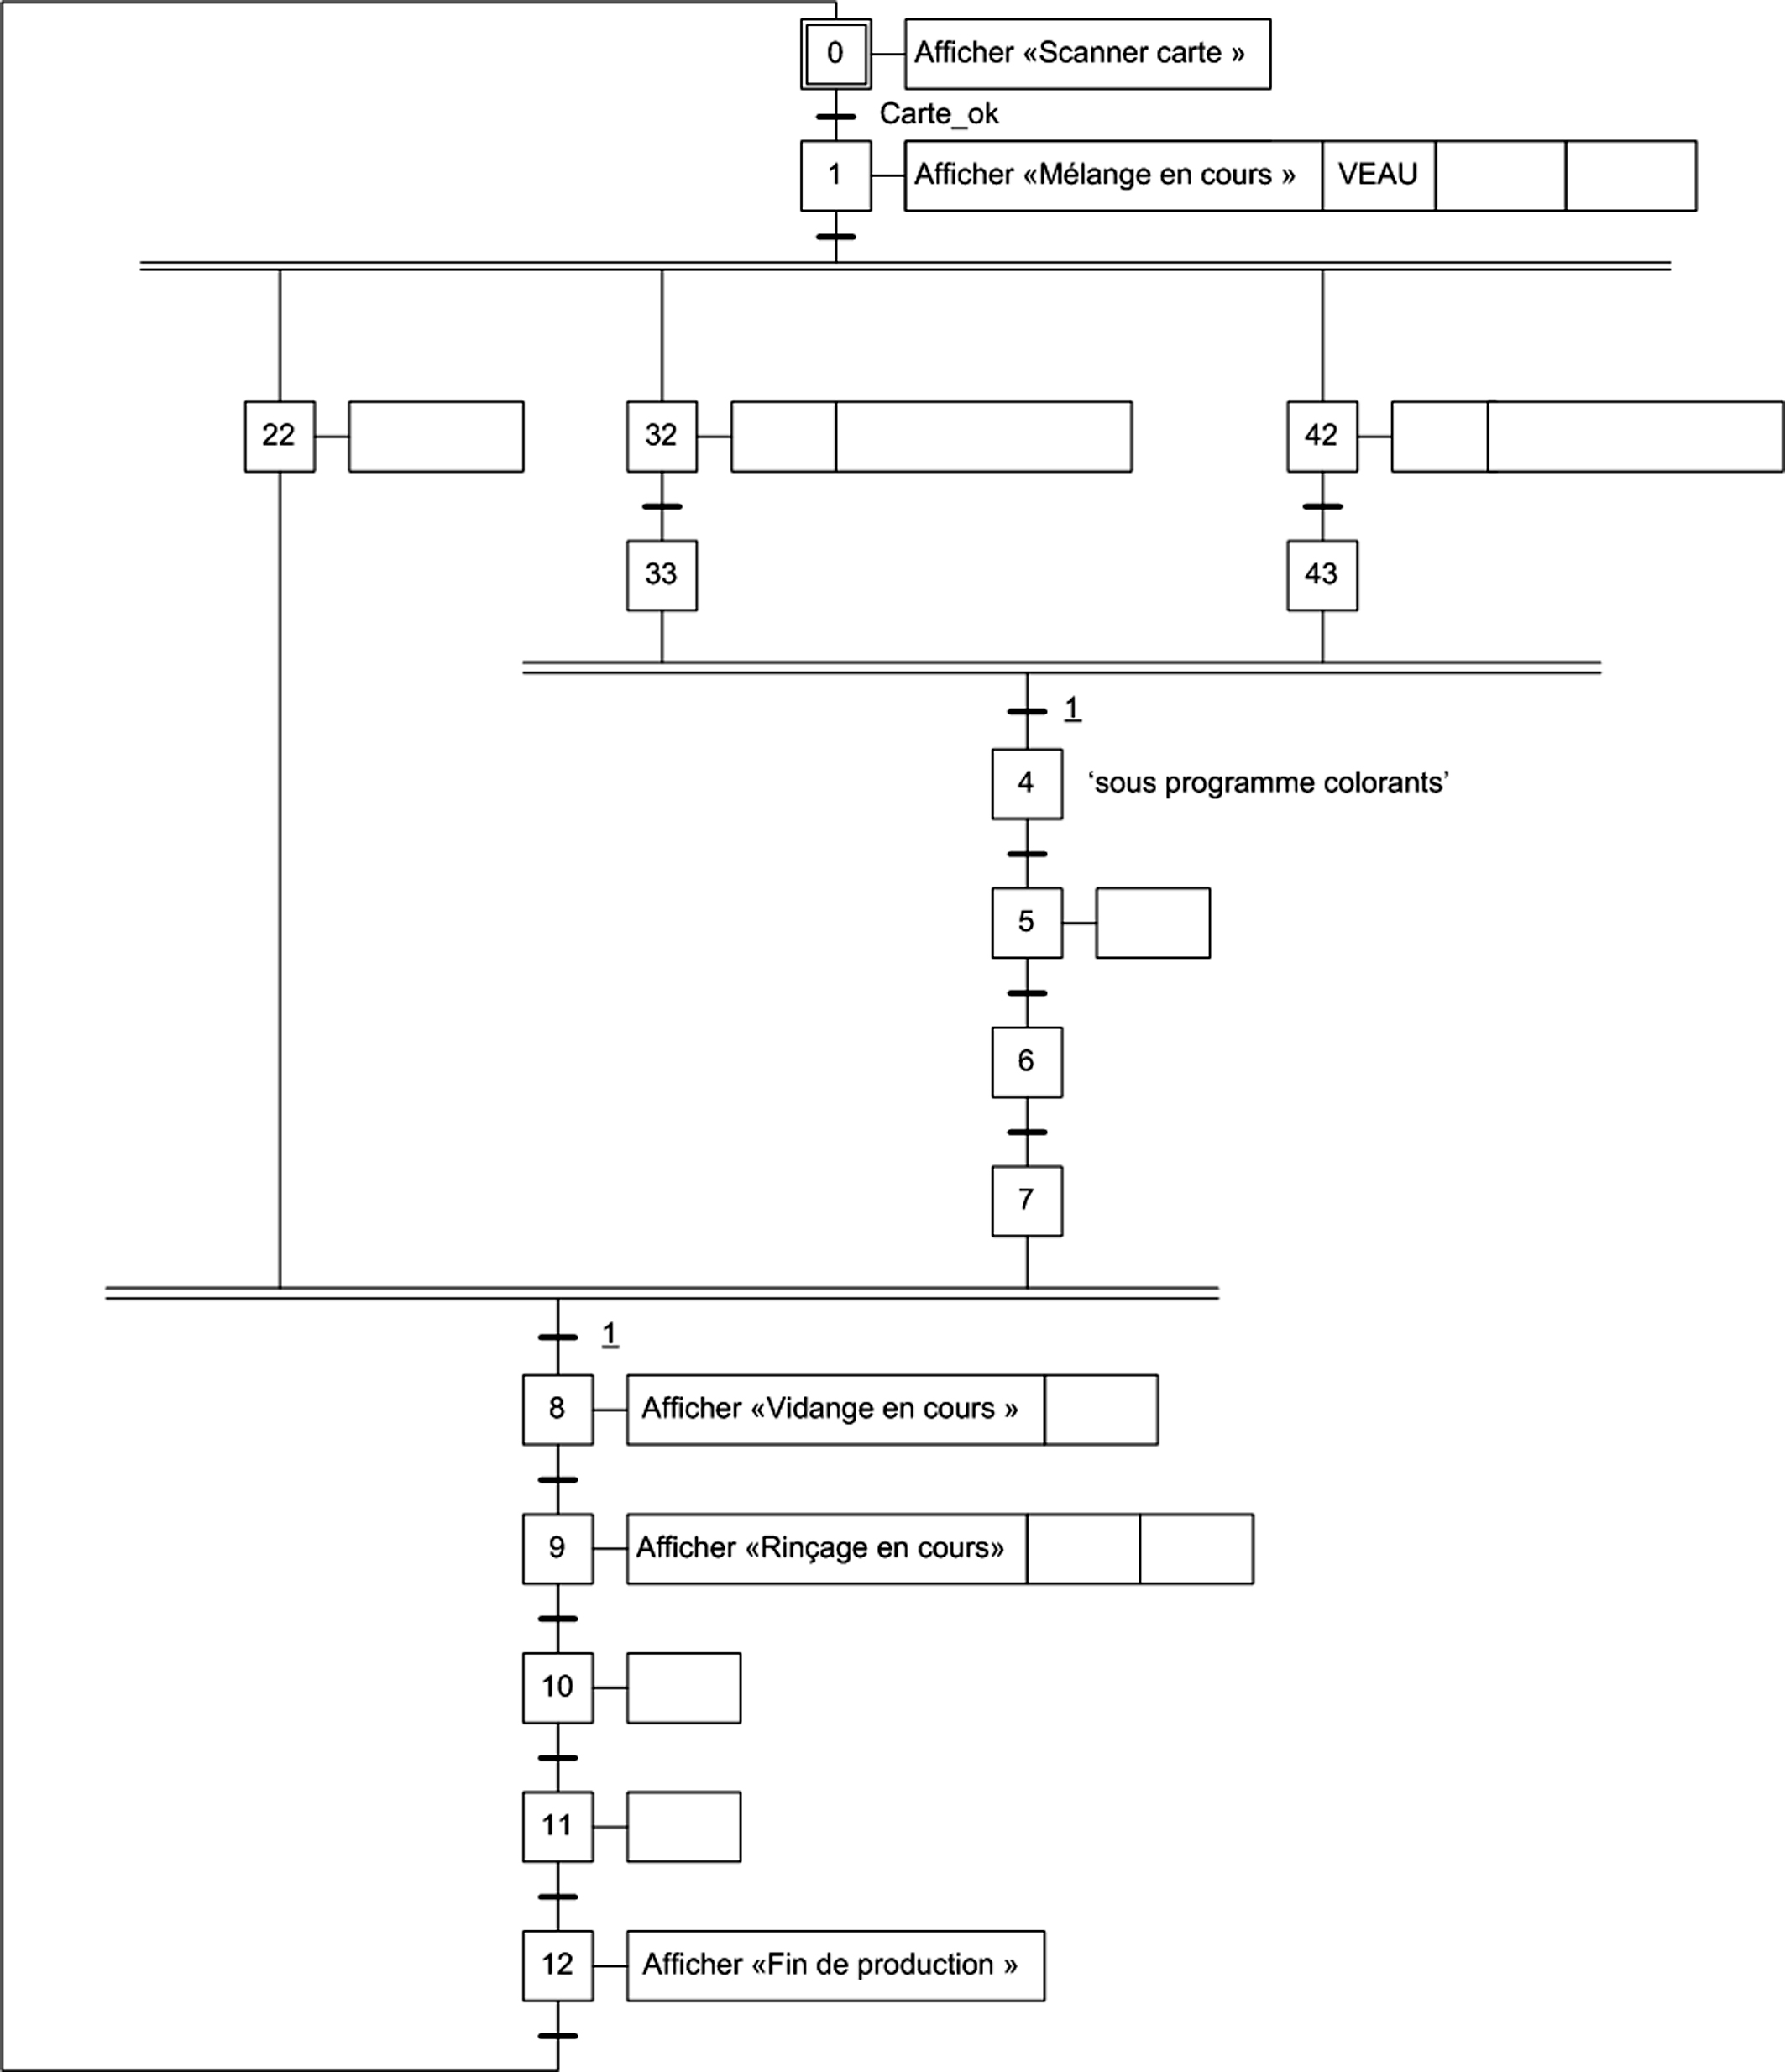 0 Afficher «Scanner carte »
Carte_ok
1 Afficher «Mélange en cours » VEAU
22 32 42
33 43
1
4 ‘sous programme colorants’
5
6
7
1
8 Afficher «Vidange en cours »
9 Afficher «Rinçage en cours»
10
11
12 Afficher «Fin de production »